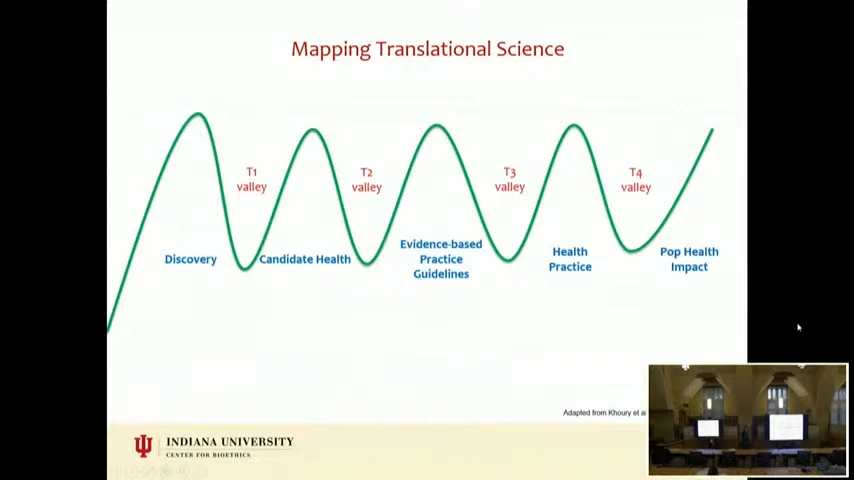 Mapping Translational Science
T1
valley
T2
valley
T3
valley
T4
valley
Discovery
Candidate Health
Evidence-based
Practice
Guidelines
Health
Practice
Pop Health
Impact
Adapted from Khoury et al
INDIANA UNIVERSITY
CENTER FOR BIOETHICS